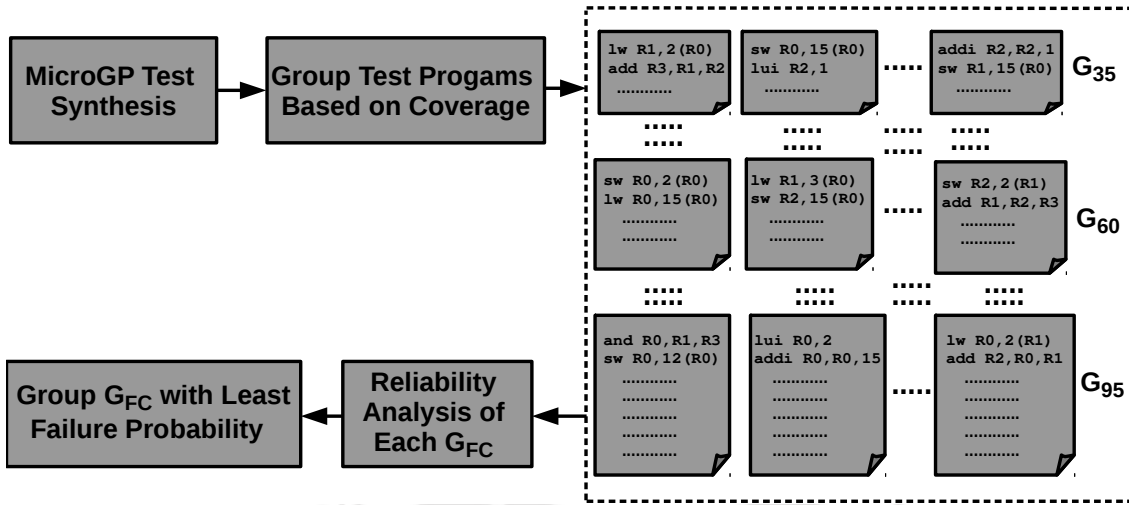 MicroGP Test
Synthesis
Group Test Progams
Based on Coverage
lw R1,2(R0)
add R3,R1,R2
............
sw R0,15(R0)
lui R2,1
............
.....
addi R2,R2,1
sw R1,15(R0)
............
G35
..... ..... ..... .....
..... ..... ..... .....
sw R0,2(R0)
lw R0,15(R0)
............
............
lw R1,3(R0)
sw R2,15(R0)
............
............
.....
sw R2,2(R1)
add R1,R2,R3
............
............
G60
..... ..... ..... .....
..... ..... ..... .....
and R0,R1,R3
sw R0,12(R0)
............
............
............
............
............
lui R0,2
addi R0,R0,15
............
............
............
............
............
.....
lw R0,2(R1)
add R2,R0,R1
............
............
............
............
............
G95
Reliability
Analysis of
Each GFC
Group GFC with Least
Failure Probability